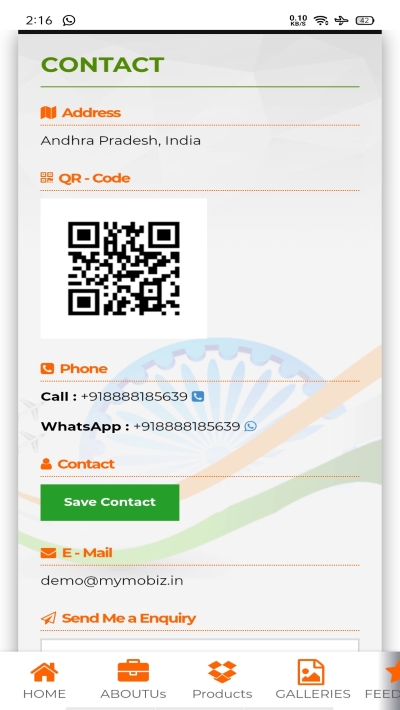 2:16
0.10
KB/S
42
CONTACT
Address
Andhra Pradesh, India
QR - Code
Phone
Call : +918888185639
WhatsApp : +918888185639
Contact
Save Contact
E - Mail
demo@mymobiz.in
Send Me a Enquiry
HOME ABOUTUs Products GALLERIES FEED